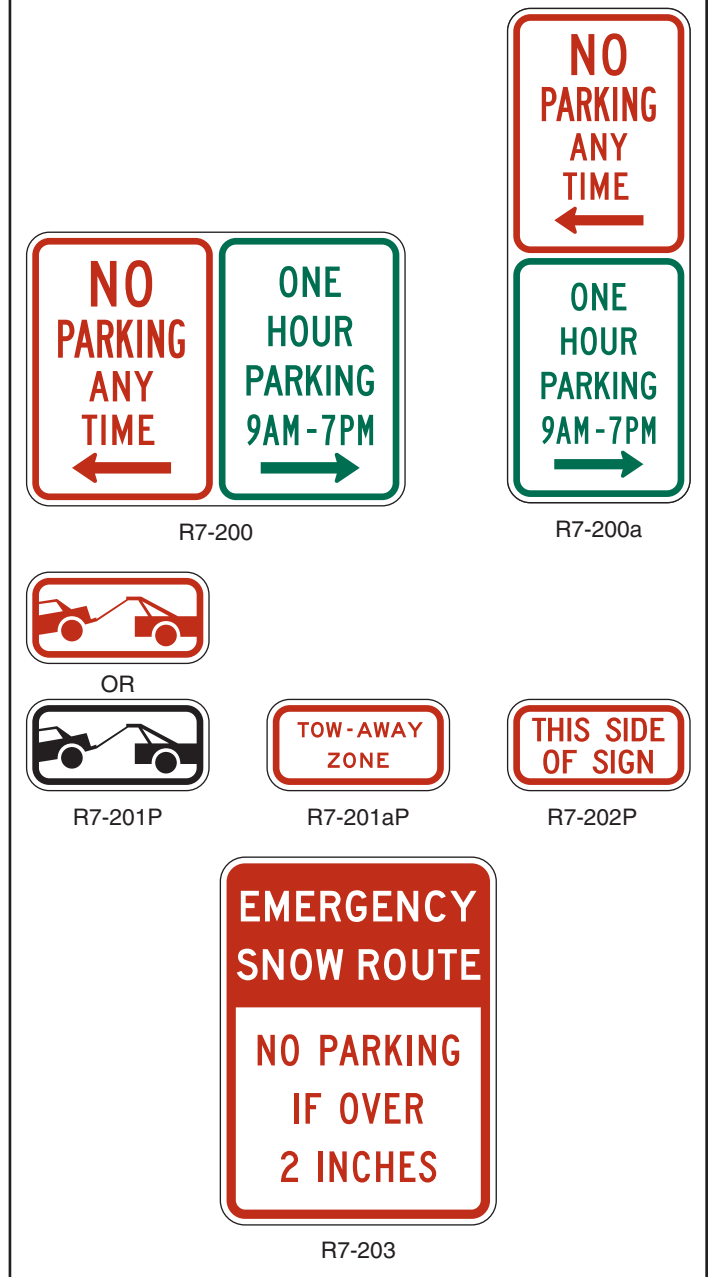 NO
PARKING
ANY
TIME
ONE
HOUR
PARKING
9AM-7PM
R7-200
NO
PARKING
ANY
TIME
ONE
HOUR
PARKING
9AM-7PM
R7-200a
OR
R7-201P
TOW-AWAY
ZONE
R7-201aP
THIS SIDE
OF SIGN
R7-202P
EMERGENCY
SNOW ROUTE
NO PARKING
IF OVER
2 INCHES
R7-203